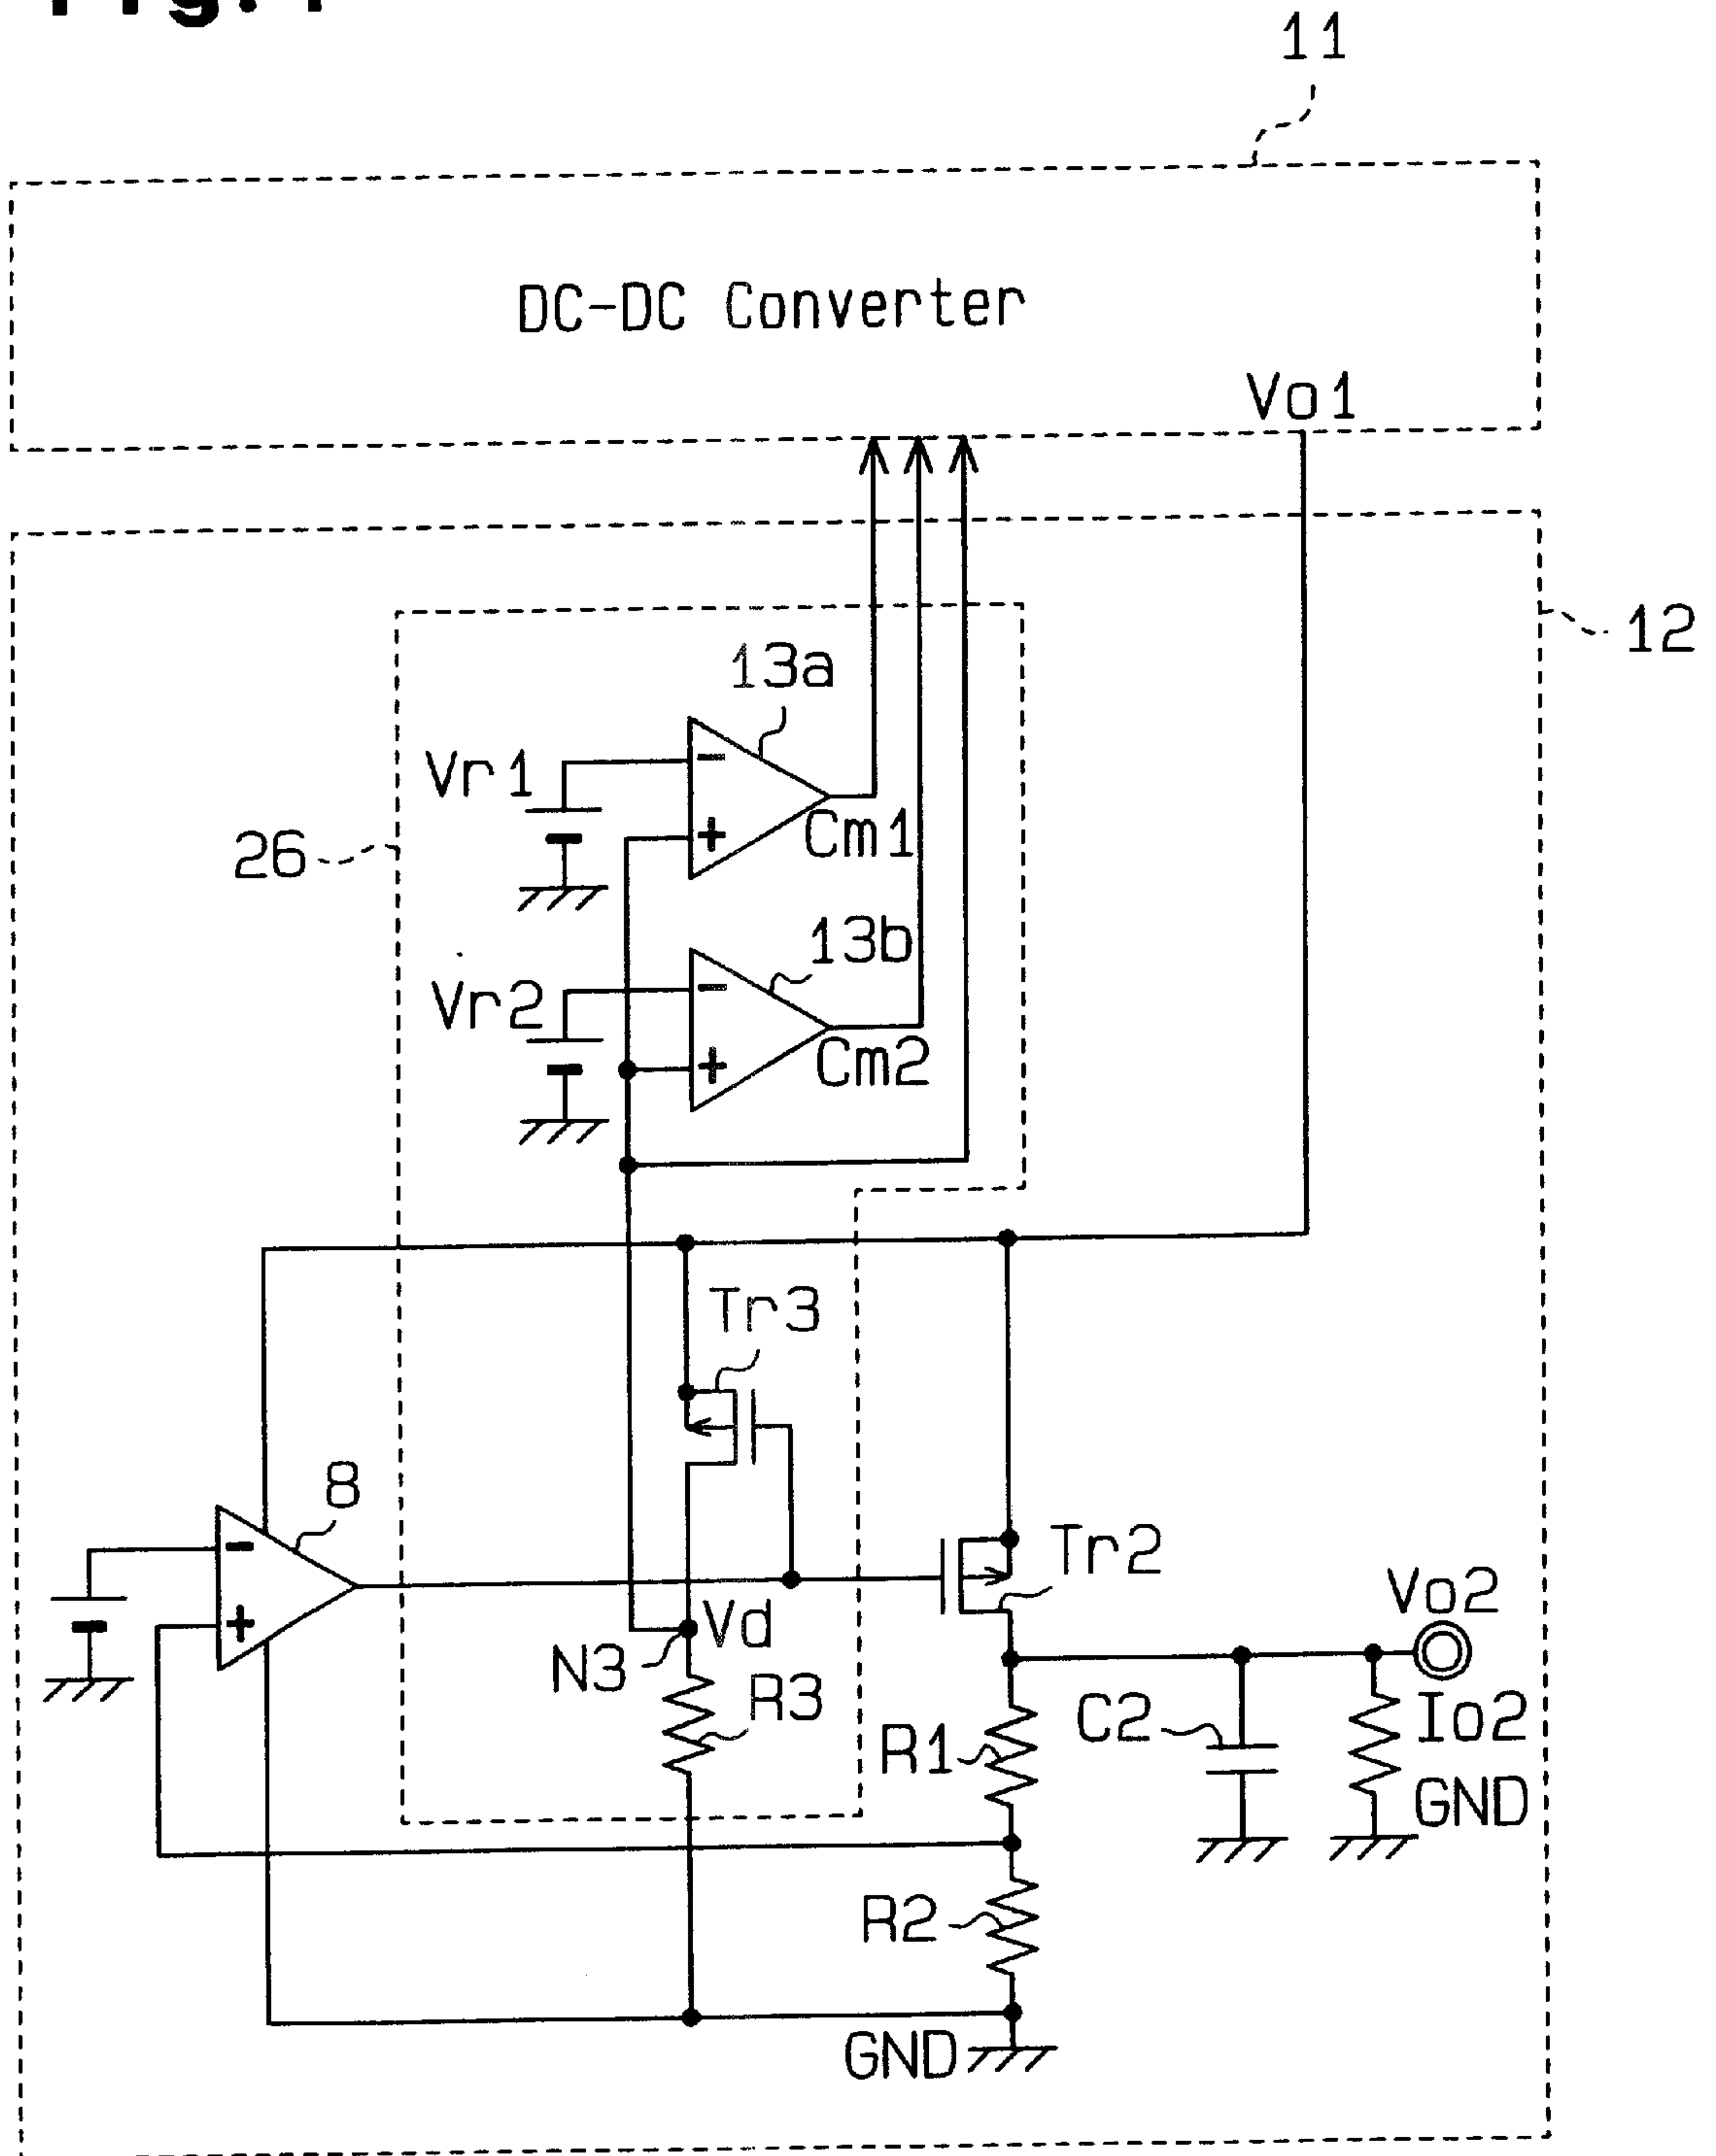 11
DC-DC Converter
Vo1
12
13a
Vr1
−
+
Cm1
26
13b
Vr2
−
+
Cm2
Tr3
8
−
+
Tr2
Vo2
Vd
N3
R3
R1
C2
Io2
GND
R2
GND